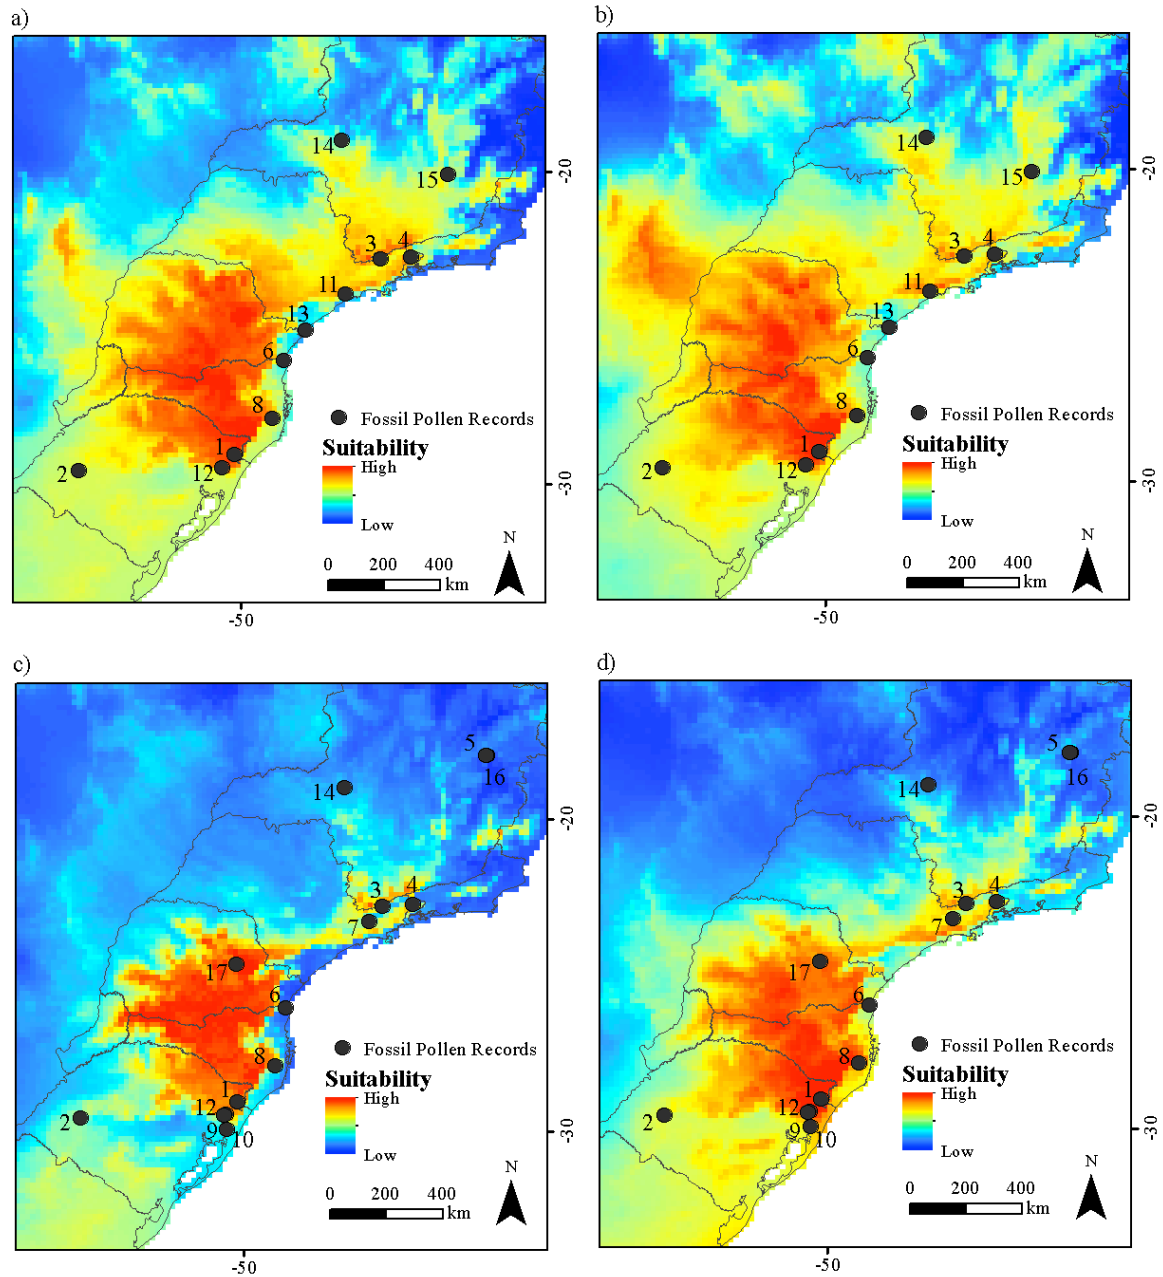 a)
14
15
-20
3
4
11
13
6
8
Fossil Pollen Records
Suitability
High
Low
1
2
12
-30
N
0 200 400
km
-50
b)
14
15
-20
3
4
11
13
6
8
Fossil Pollen Records
Suitability
High
Low
1
2
12
-30
N
0 200 400
km
-50
c)
5
16
14
-20
3
4
7
17
6
8
Fossil Pollen Records
Suitability
High
Low
1
12
2
9
10
-30
N
0 200 400
km
-50
d)
5
16
14
-20
3
4
7
17
6
8
Fossil Pollen Records
Suitability
High
Low
1
12
2
9
10
-30
N
0 200 400
km
-50